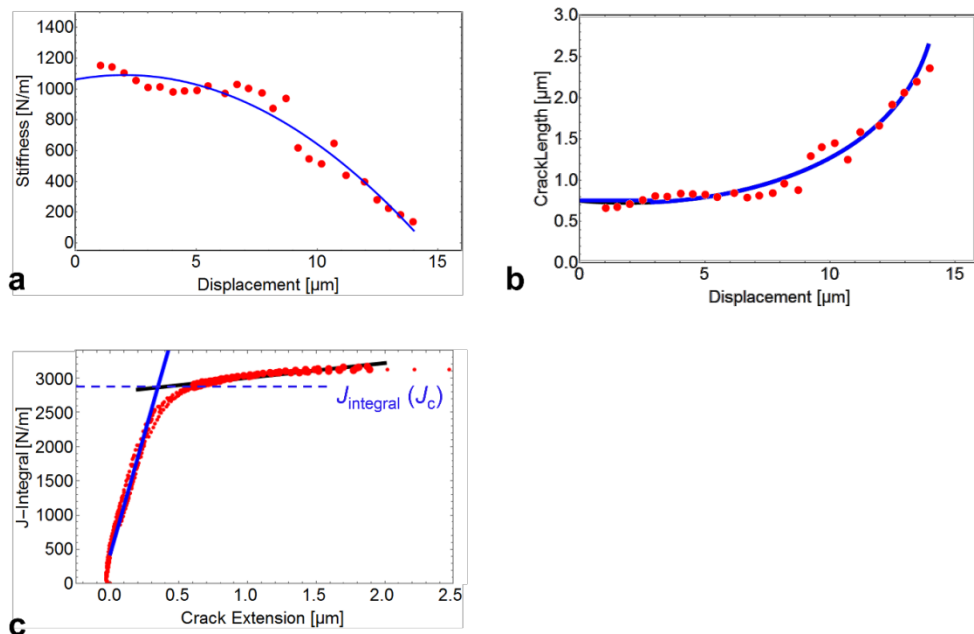 1400
1200
1000
800
600
400
200
0
Stiffness [N/m]
0 5 10 15
Displacement [µm]
a
3.0
2.5
2.0
1.5
1.0
0.5
0.0
CrackLength [µm]
0 5 10 15
Displacement [µm]
b
3000
2500
2000
1500
1000
500
0
J-Integral [N/m]
Jintegral (Jc)
0.0 0.5 1.0 1.5 2.0 2.5
Crack Extension [µm]
c